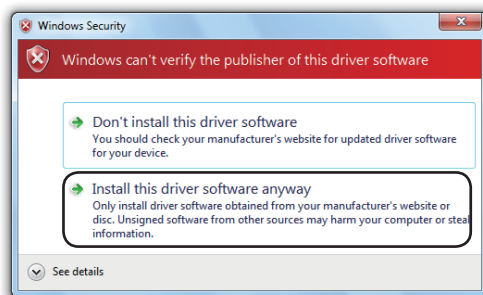 Windows Security
x
Windows can't verify the publisher of this driver software
Don't install this driver software
You should check your manufacturer's website for updated driver software
for your device.
Install this driver software anyway
Only install driver software obtained from your manufacturer's website or
disc. Unsigned software from other sources may harm your computer or steal
information.
See details